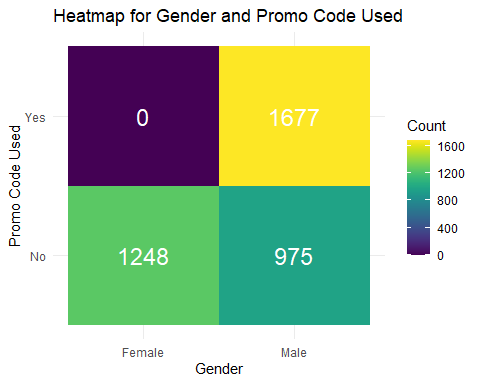 Heatmap for Gender and Promo Code Used
Promo Code Used
Yes
No
0
1677
1248
975
Female
Male
Gender
Count
1600
1200
800
400
0